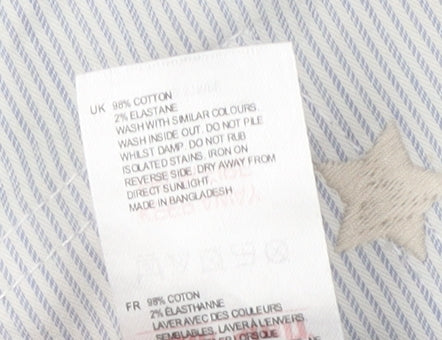 UK 98% COTTON
2% ELASTANE
WASH WITH SIMILAR COLOURS.
WASH INSIDE OUT. DO NOT PILE
WHILST DAMP. DO NOT RUB
ISOLATED STAINS. IRON ON
REVERSE SIDE. DRY AWAY FROM
DIRECT SUNLIGHT.
MADE IN BANGLADESH
FR 98% COTON
2% ÉLASTHANNE
LAVER AVEC DES COULEURS
SEMBLABLES. LAVER À L'ENVERS.